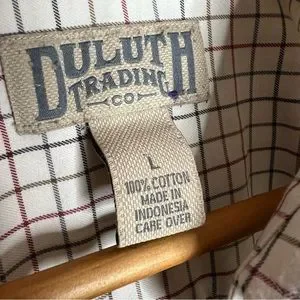 DULUTH
TRADING
CO
L
100% COTTON
MADE IN
INDONESIA
CARE OVER